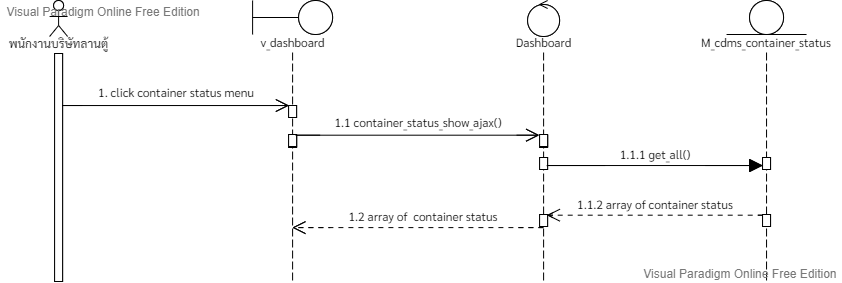 Visual Paradigm Online Free Edition
พนักงานบริษัทลานตู้
v_dashboard
Dashboard
M_cdms_container_status
1. click container status menu
1.1 container_status_show_ajax()
1.1.1 get_all()
1.1.2 array of container status
1.2 array of container status
Visual Paradigm Online Free Edition